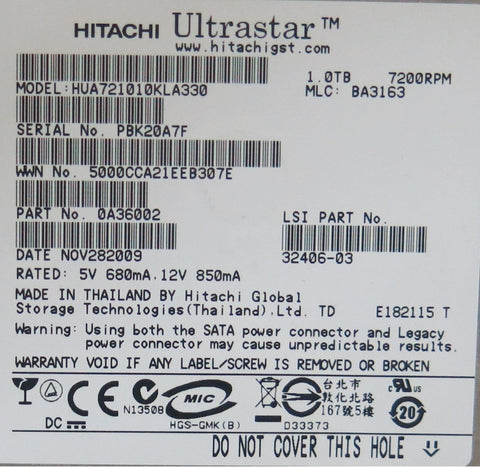 HITACHI Ultrastar™
www.hitachigst.com
1.0TB 7200RPM
MODEL:HUA721010KLA330 MLC: BA3163
SERIAL No. PBK20A7F
WWN No. 5000CCA21EEB307E
PART No. 0A36002 LSI PART No.
DATE NOV282009 32406-03
RATED: 5V 680mA,12V 850mA
MADE IN THAILAND BY Hitachi Global
Storage Technologies(Thailand),Ltd. TD E182115 T
Warning: Using both the SATA power connector and Legacy
power connector may cause unpredictable results.
WARRANTY VOID IF ANY LABEL/SCREW IS REMOVED OR BROKEN
CE N13508 MIC 台北市
敦化北路
167號5樓
c UR US
20
DC HGS-GMK(B) D33373
DO NOT COVER THIS HOLE